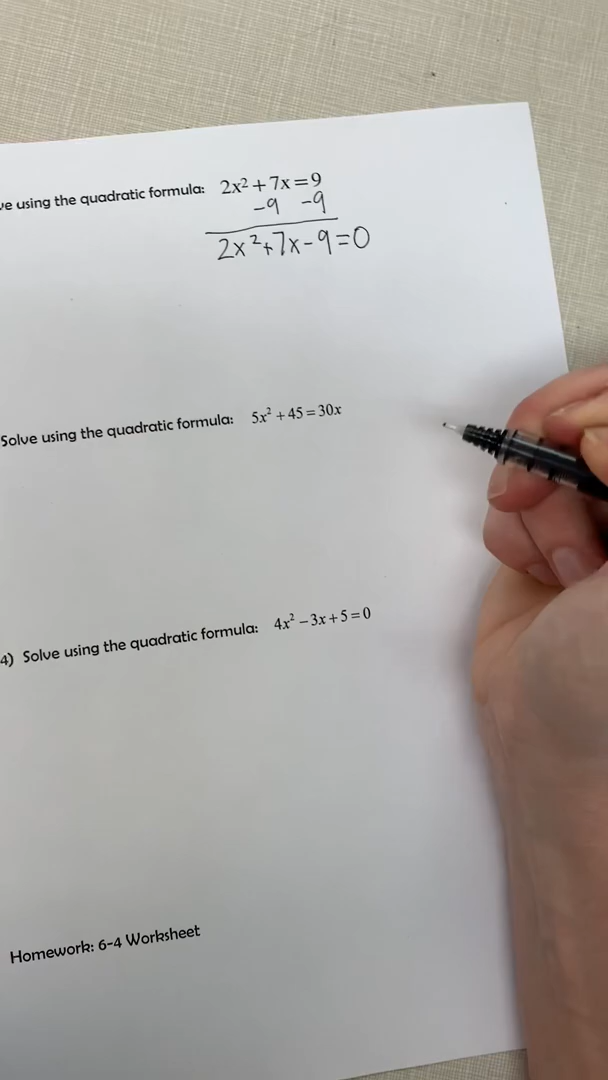 using the quadratic formula: 2x² + 7x = 9
-9 -9
2x²+7x-9=0
Solve using the quadratic formula: 5x² + 45 = 30x
4) Solve using the quadratic formula: 4x² − 3x + 5 = 0
Homework: 6-4 Worksheet